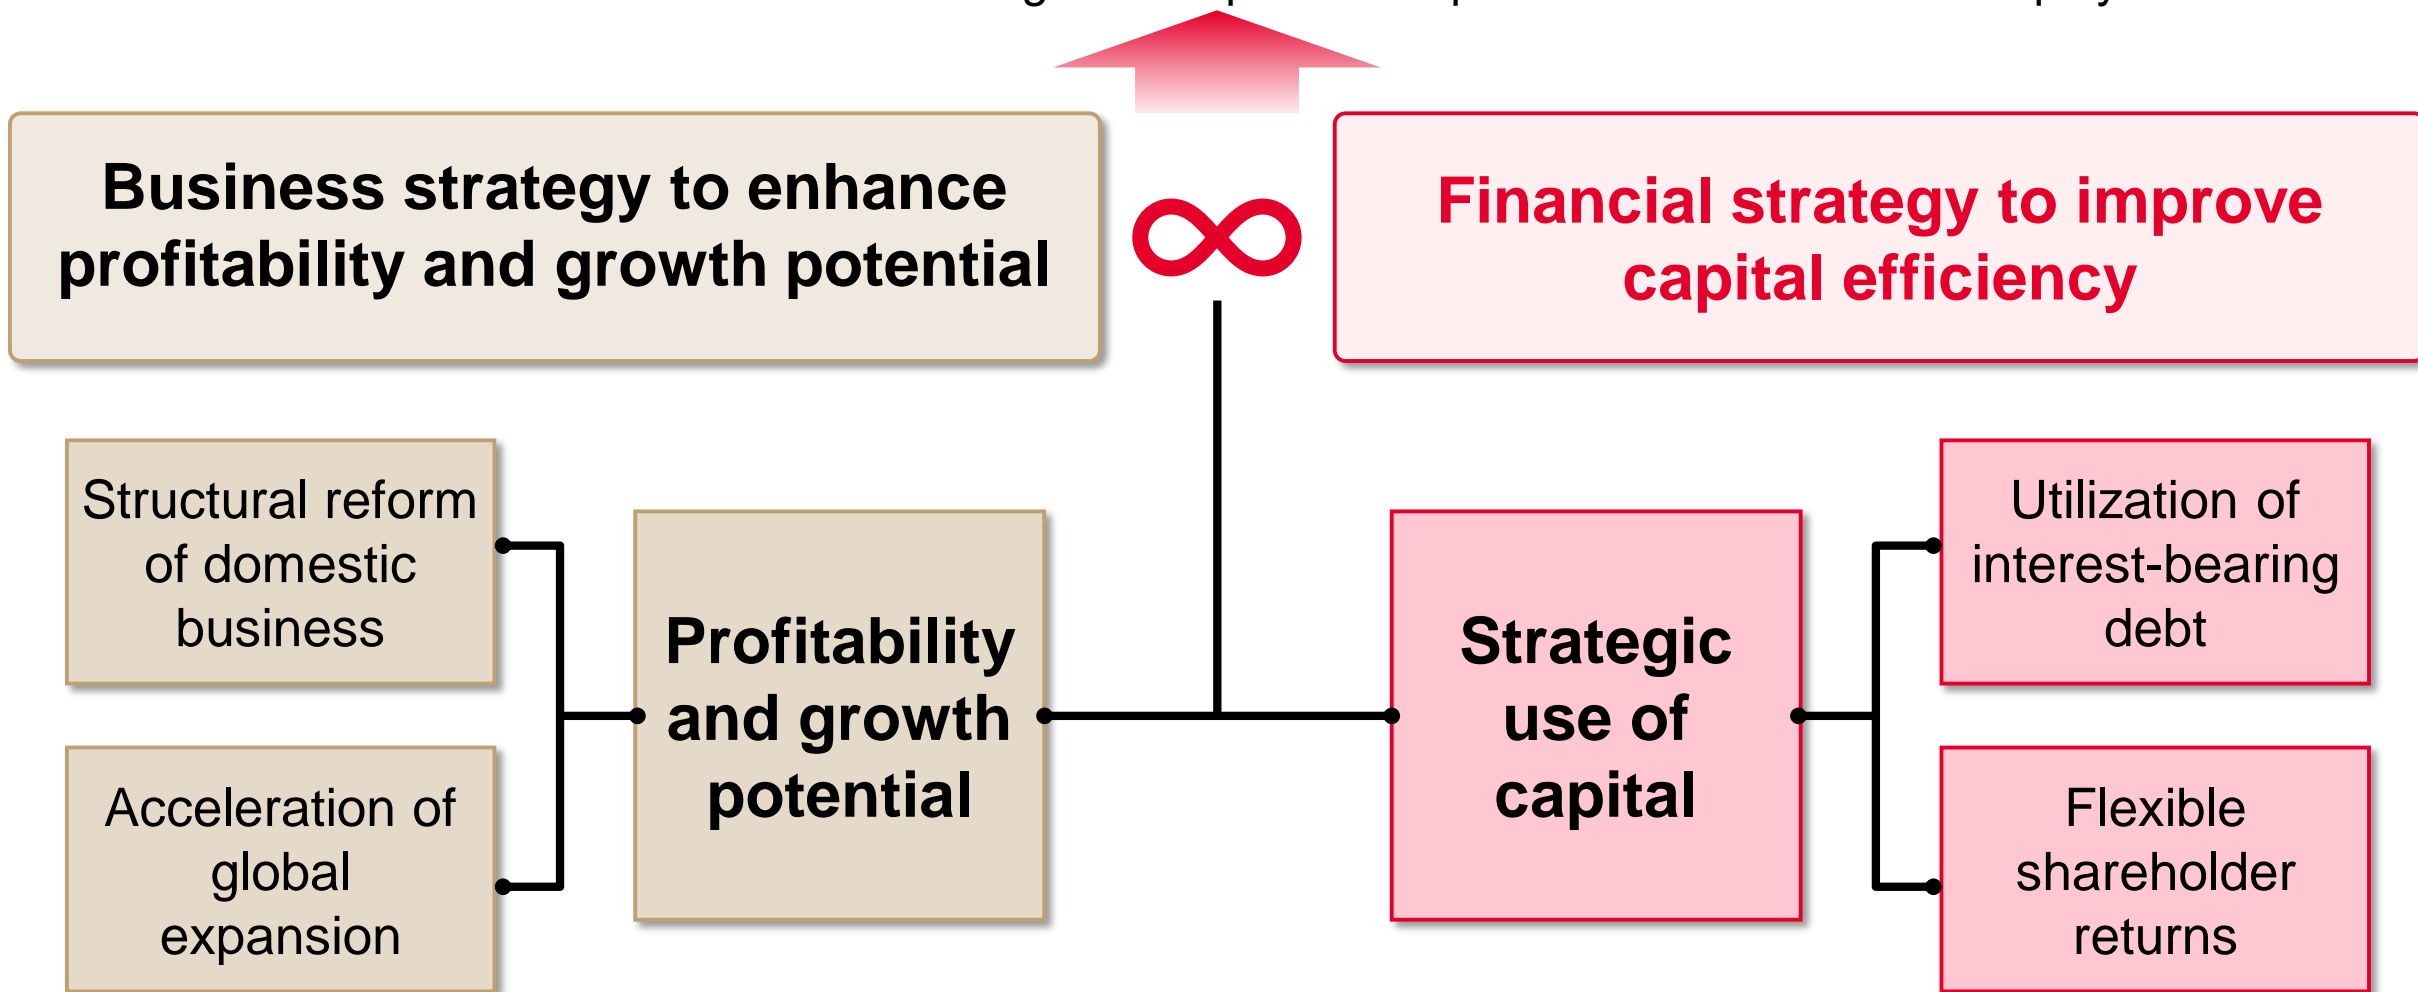 Business strategy to enhance
profitability and growth potential
Financial strategy to improve
capital efficiency
Structural reform
of domestic
business
Acceleration of
global
expansion
Profitability
and growth
potential
Strategic
use of
capital
Utilization of
interest-bearing
debt
Flexible
shareholder
returns